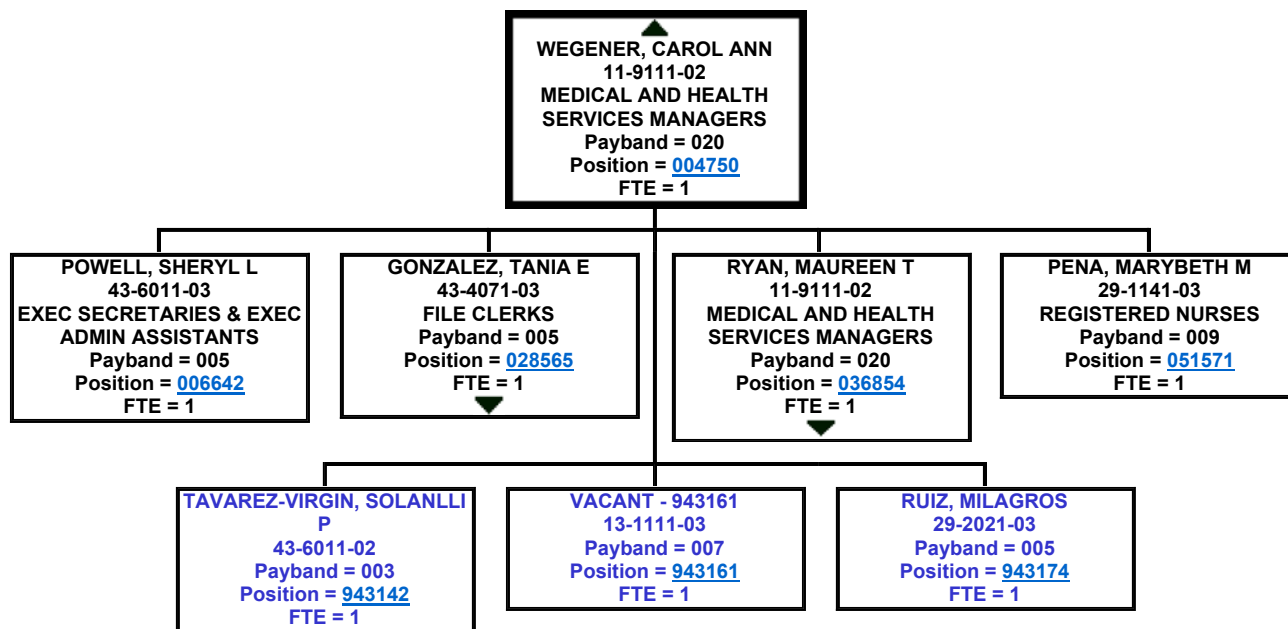 WEGENER, CAROL ANN
11-9111-02
MEDICAL AND HEALTH
SERVICES MANAGERS
Payband = 020
Position = 004750
FTE = 1
POWELL, SHERYL L
43-6011-03
EXEC SECRETARIES & EXEC
ADMIN ASSISTANTS
Payband = 005
Position = 006642
FTE = 1
GONZALEZ, TANIA E
43-4071-03
FILE CLERKS
Payband = 005
Position = 028565
FTE = 1
RYAN, MAUREEN T
11-9111-02
MEDICAL AND HEALTH
SERVICES MANAGERS
Payband = 020
Position = 036854
FTE = 1
PENA, MARYBETH M
29-1141-03
REGISTERED NURSES
Payband = 009
Position = 051571
FTE = 1
TAVAREZ-VIRGIN, SOLANLLI
P
43-6011-02
Payband = 003
Position = 943142
FTE = 1
VACANT - 943161
13-1111-03
Payband = 007
Position = 943161
FTE = 1
RUIZ, MILAGROS
29-2021-03
Payband = 005
Position = 943174
FTE = 1